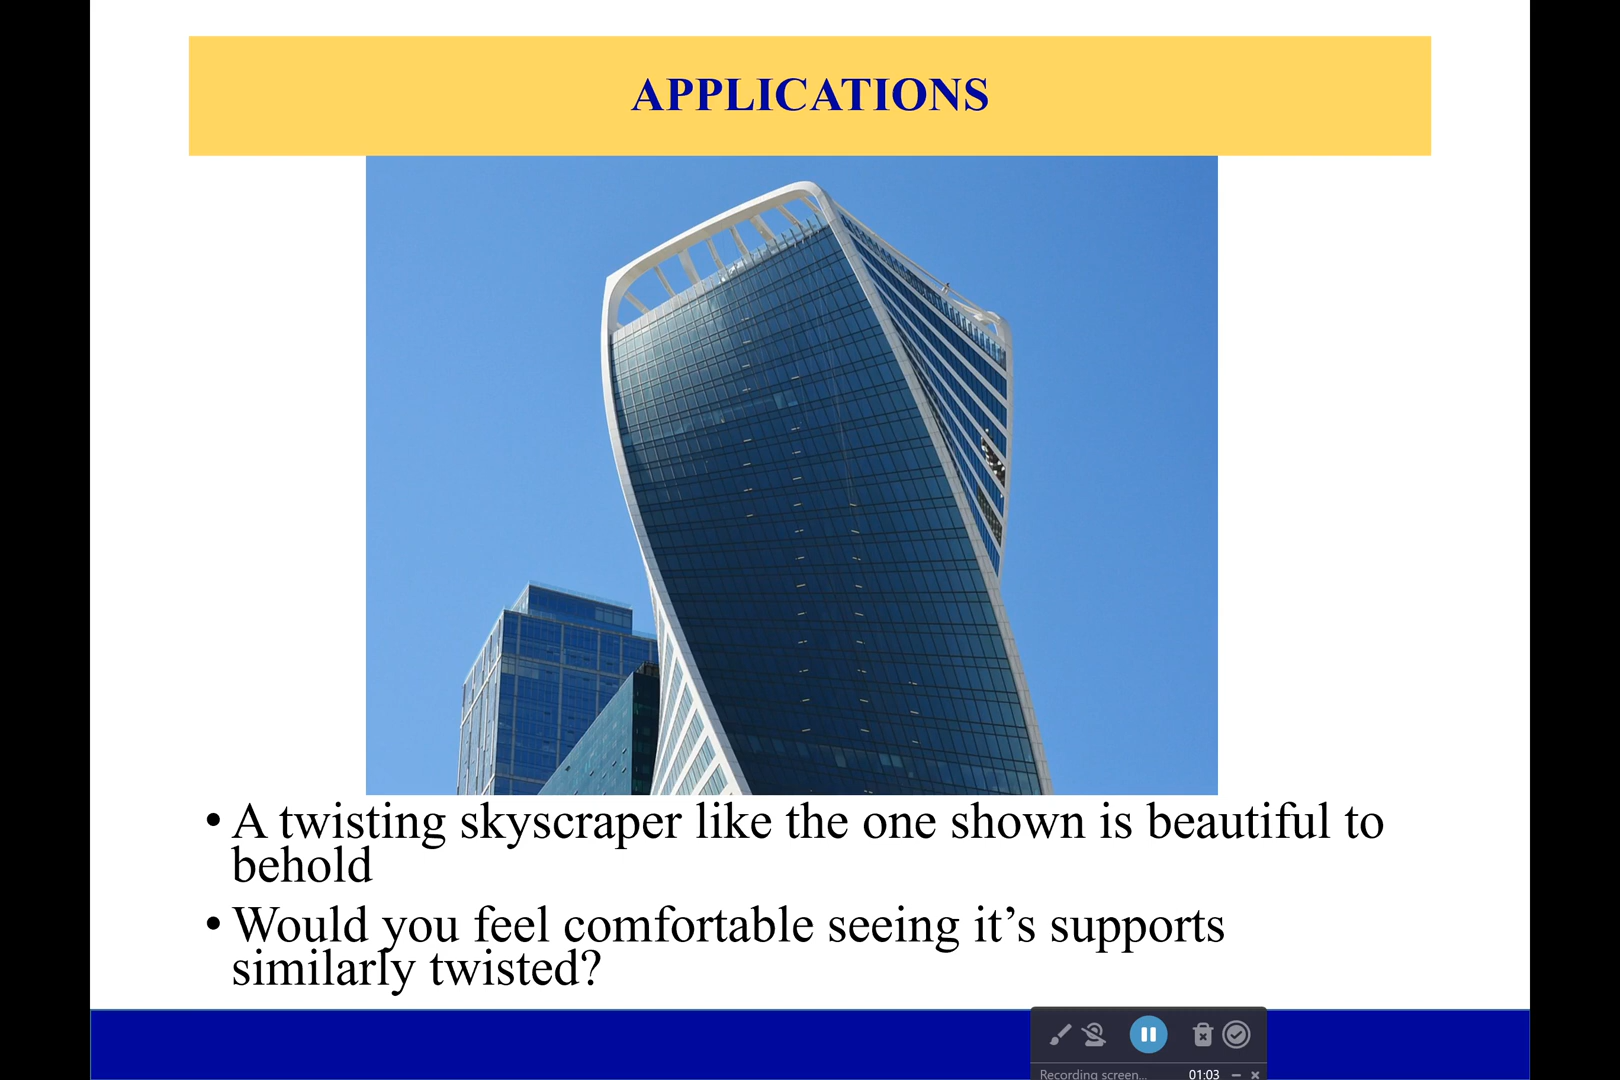 APPLICATIONS
• A twisting skyscraper like the one shown is beautiful to
behold
• Would you feel comfortable seeing it’s supports
similarly twisted?
Recording screen... 01:03